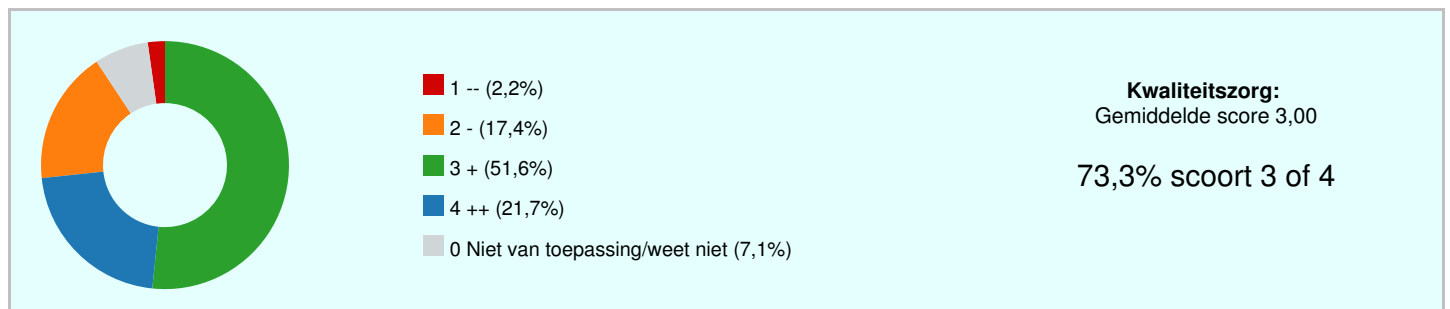 1 -- (2,2%)
2 - (17,4%)
3 + (51,6%)
4 ++ (21,7%)
0 Niet van toepassing/weet niet (7,1%)
Kwaliteitszorg:
Gemiddelde score 3,00
73,3% scoort 3 of 4